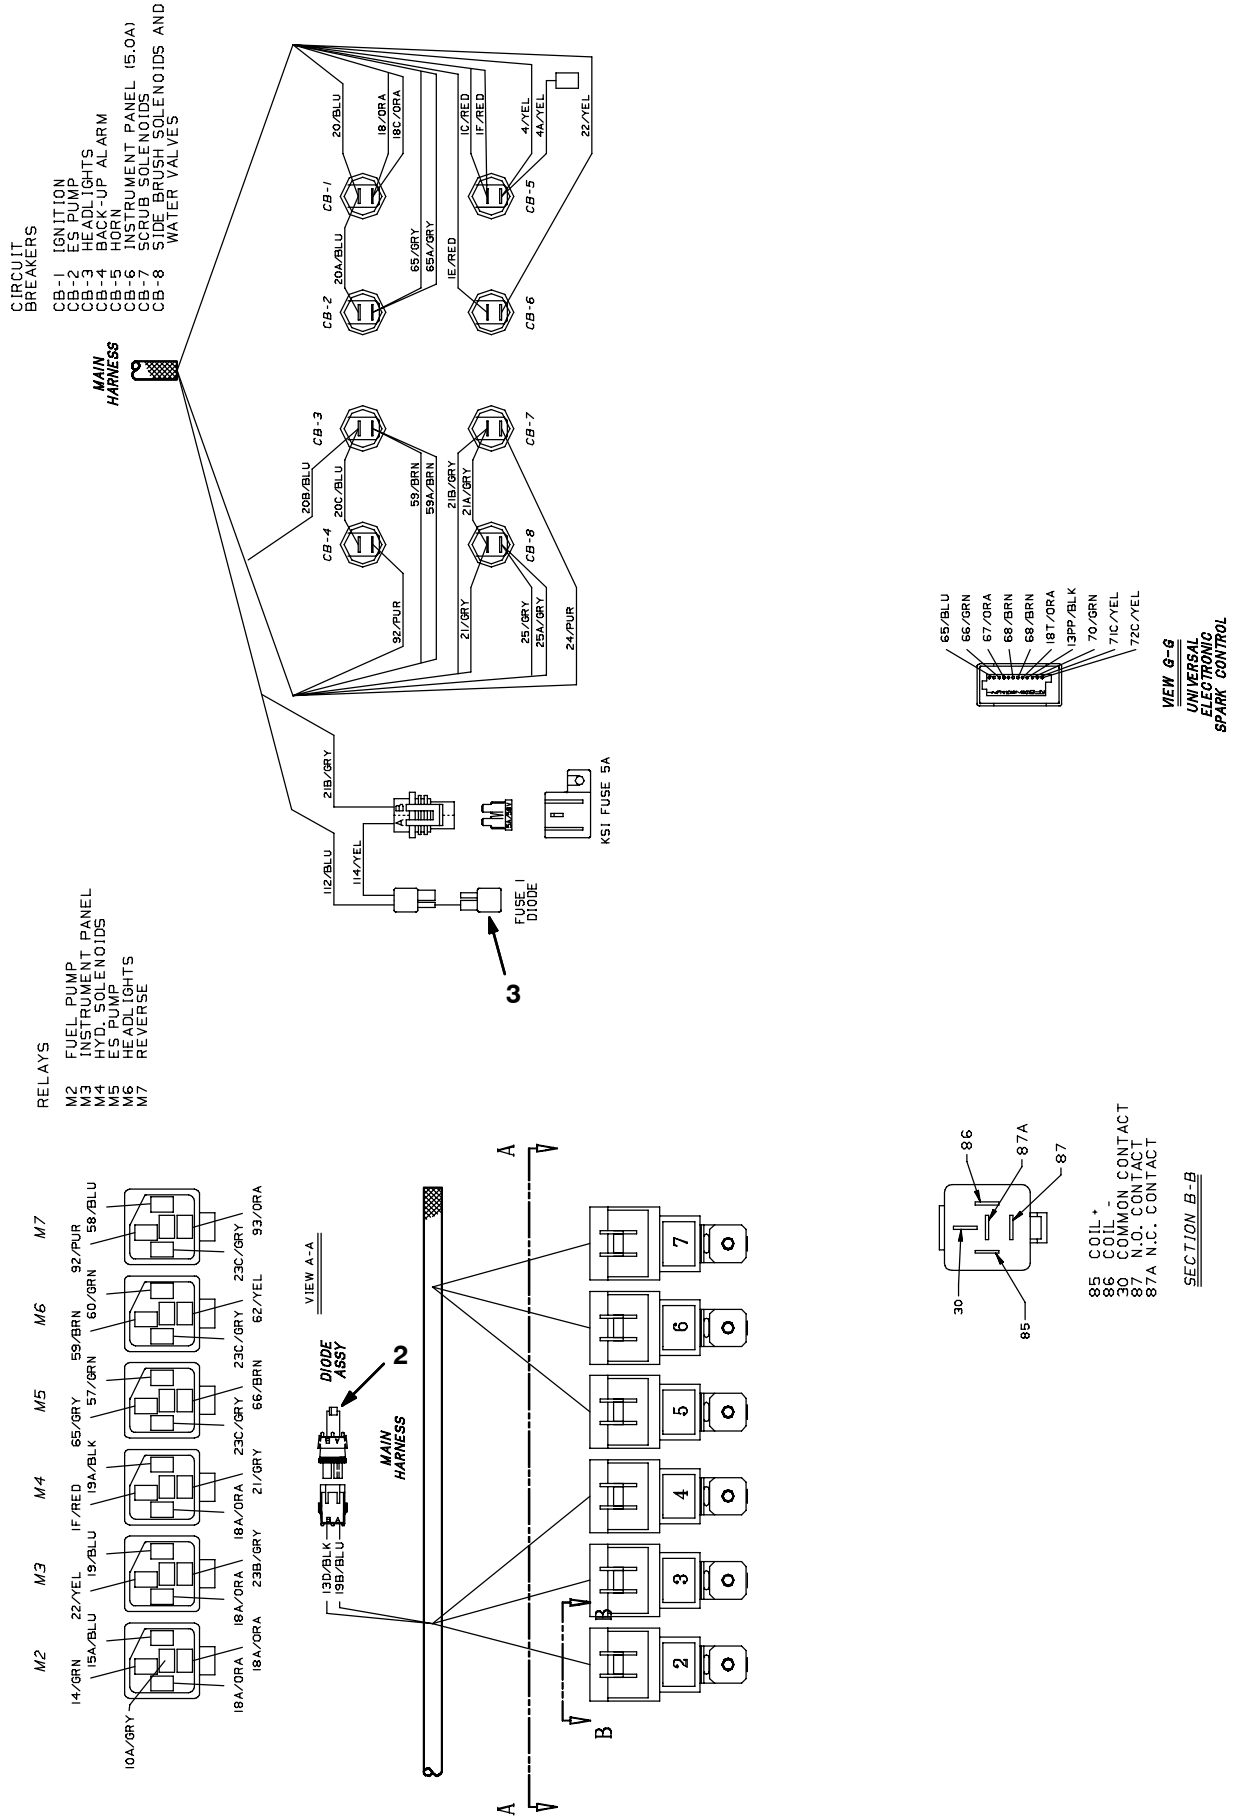 CIRCUIT
BREAKERS
CB-1 IGNITION
CB-2 ES PUMP
CB-3 HEADLIGHTS
CB-4 BACK-UP ALARM
CB-5 HORN
CB-6 INSTRUMENT PANEL (5.0A)
CB-7 SCRUB SOLENOIDS
CB-8 SIDE BRUSH SOLENOIDS AND
WATER VALVES
MAIN
HARNESS
20/BLU
18/ORA
18C/ORA
1C/RED
1F/RED
4/YEL
4A/YEL
22/YEL
CB-1
CB-5
20A/BLU
65/GRY
65A/GRY
1E/RED
CB-2
CB-6
CB-3
CB-7
20B/BLU
20C/BLU
59/BRN
59A/BRN
21B/GRY
21A/GRY
CB-4
CB-8
92/PUR
21/GRY
25/GRY
25A/GRY
24/PUR
21B/GRY
112/BLU
114/YEL
A
B
KSI FUSE 5A
FUSE 1
DIODE
3
65/BLU
66/GRN
67/ORA
68/BRN
68/BRN
18T/ORA
13PP/BLK
70/GRN
71C/YEL
72C/YEL
VIEW G-G
UNIVERSAL
ELECTRONIC
SPARK CONTROL
RELAYS
M2 FUEL PUMP
M3 INSTRUMENT PANEL
M4 HYD. SOLENOIDS
M5 ES PUMP
M6 HEADLIGHTS
M7 REVERSE
M2
M3
M4
M5
M6
M7
14/GRN
15A/BLU
22/YEL
19/BLU
1F/RED
19A/BLK
65/GRY
57/GRN
59/BRN
60/GRN
92/PUR
58/BLU
10A/GRY
18A/ORA
18A/ORA
18A/ORA
23B/GRY
18A/ORA
21/GRY
23C/GRY
66/BRN
23C/GRY
62/YEL
23C/GRY
93/ORA
VIEW A-A
DIODE
ASSY
2
13D/BLK
19B/BLU
MAIN
HARNESS
A
A
B
B
2
3
4
5
6
7
30
85
86
87A
87
85 COIL +
86 COIL -
30 COMMON CONTACT
87 N.O. CONTACT
87A N.C. CONTACT
SECTION B-B